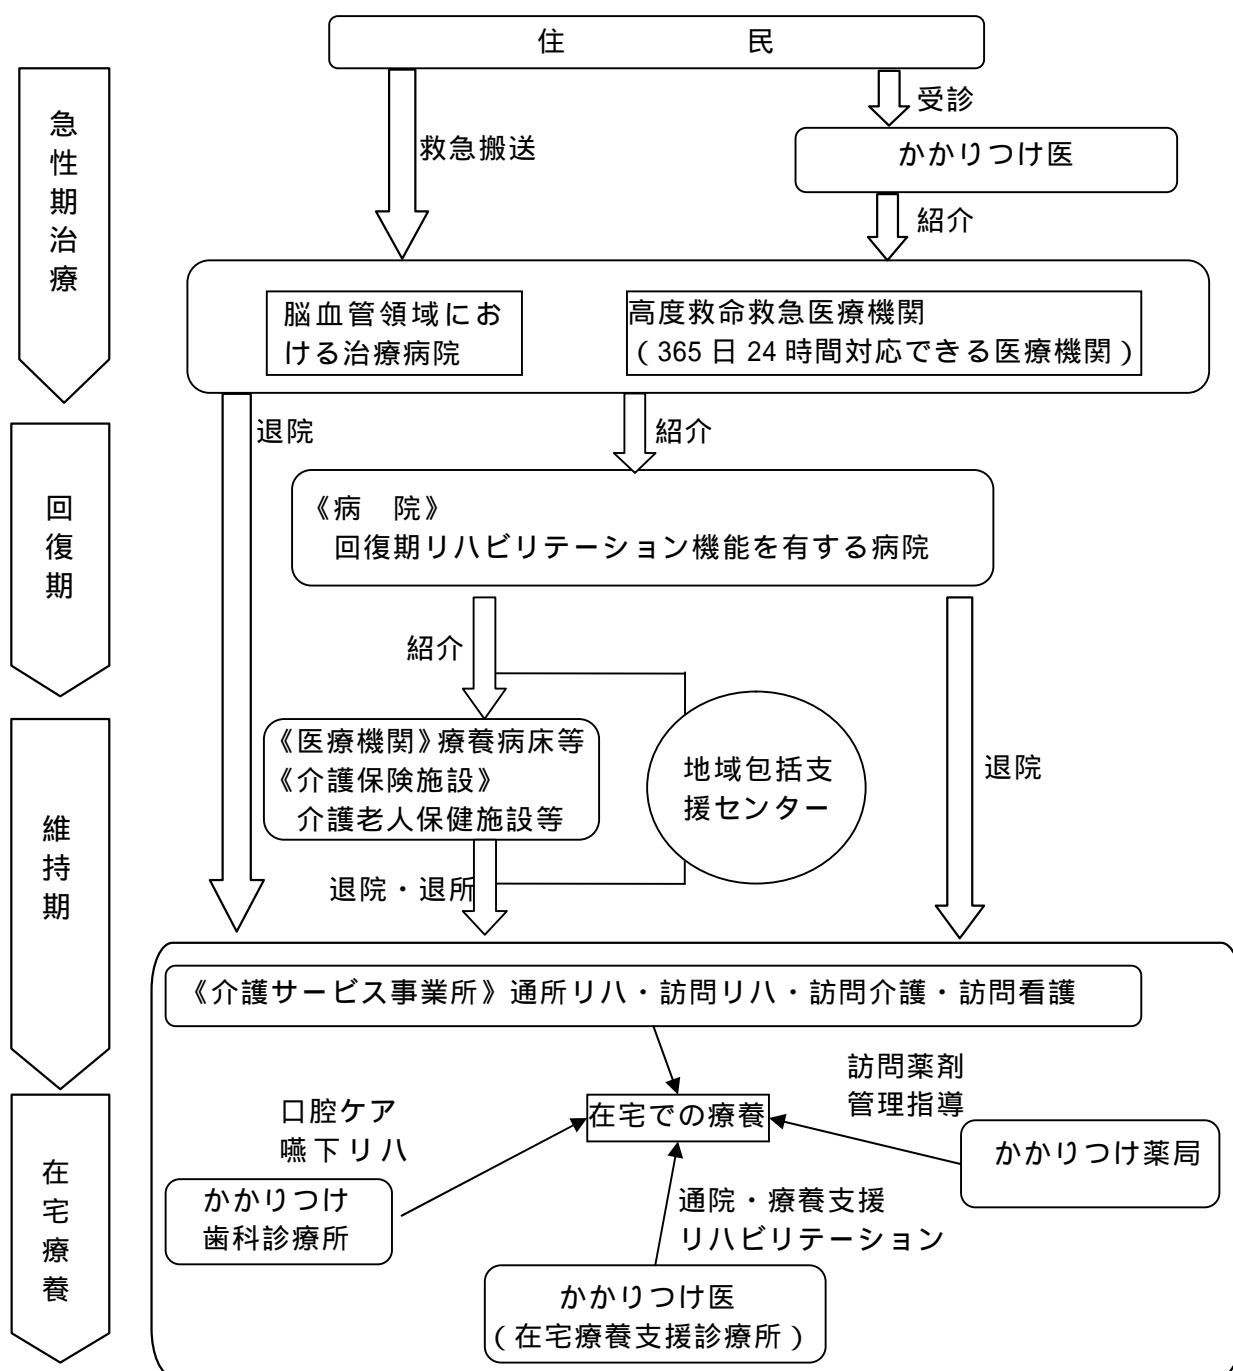 住　民
受診
救急搬送
かかりつけ医
紹介
急性期治療
脳血管領域にお
ける治療病院
高度救命救急医療機関
（365日24時間対応できる医療機関）
退院
紹介
回復期
《病　院》
回復期リハビリテーション機能を有する病院
紹介
《医療機関》療養病床等
《介護保険施設》
介護老人保健施設等
地域包括支
援センター
退院
維持期
退院・退所
《介護サービス事業所》通所リハ・訪問リハ・訪問介護・訪問看護
訪問薬剤
管理指導
口腔ケア
嚥下リハ
在宅での療養
かかりつけ薬局
在宅療養
かかりつけ
歯科診療所
通院・療養支援
リハビリテーション
かかりつけ医
（在宅療養支援診療所）